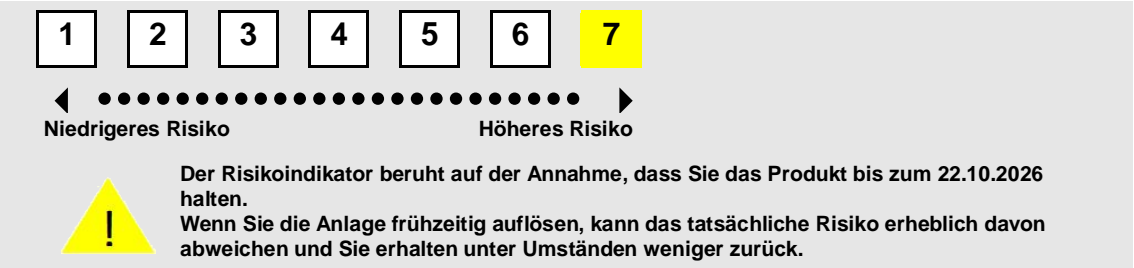 1 2 3 4 5 6 7
Niedrigeres Risiko Höheres Risiko
Der Risikoindikator beruht auf der Annahme, dass Sie das Produkt bis zum 22.10.2026
halten.
!
Wenn Sie die Anlage frühzeitig auflösen, kann das tatsächliche Risiko erheblich davon
abweichen und Sie erhalten unter Umständen weniger zurück.